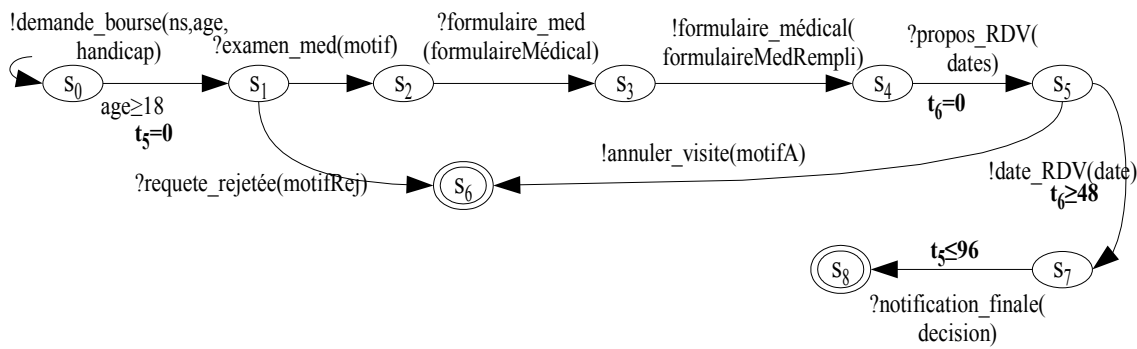 !demande_bourse(ns,age,
handicap)
?examen_med(motif)
?formulaire_med
(formulaireMédical)
!formulaire_médical(
formulaireMedRempli)
?propos_RDV(
dates)
s0
s1
s2
s3
s4
s5
age≥18
t5=0
t6=0
!annuler_visite(motifA)
?requete_rejetée(motifRej)
s6
!date_RDV(date)
t6≥48
s8
t5≤96
s7
?notification_finale(
decision)